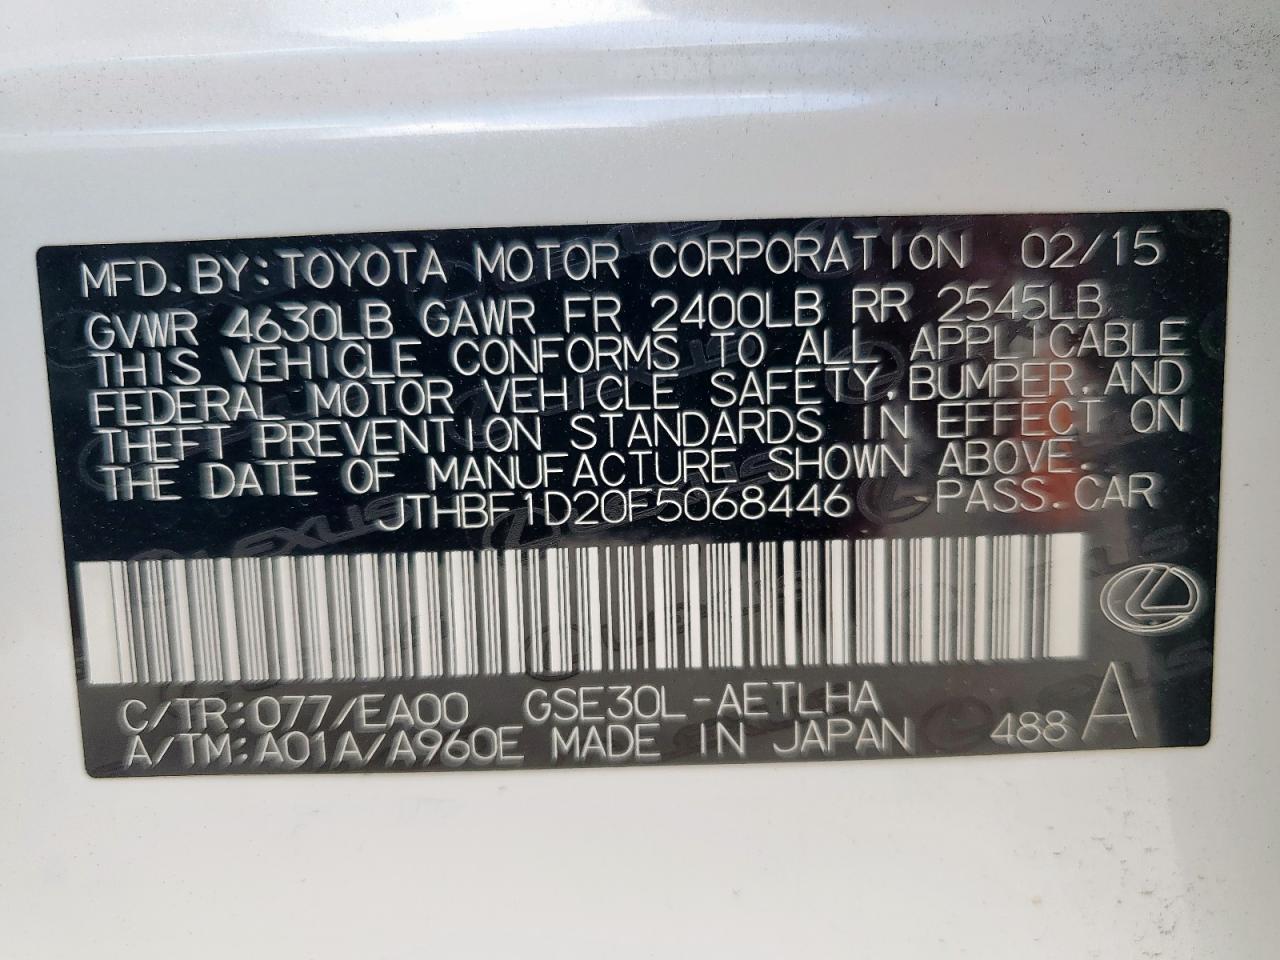 MFD. BY: TOYOTA MOTOR CORPORATION 02/15
GVWR 4630LB GAWR FR 2400LB RR 2545LB
THIS VEHICLE CONFORMS TO ALL APPLICABLE
FEDERAL MOTOR VEHICLE SAFETY, BUMPER, AND
THEFT PREVENTION STANDARDS IN EFFECT ON
THE DATE OF MANUFACTURE SHOWN ABOVE.
JTHBF1D20F5068446 PASS. CAR
C/TR: 077/EA00 GSE30L-AETLHA
A/TM: A01A/A960E MADE IN JAPAN 488 A